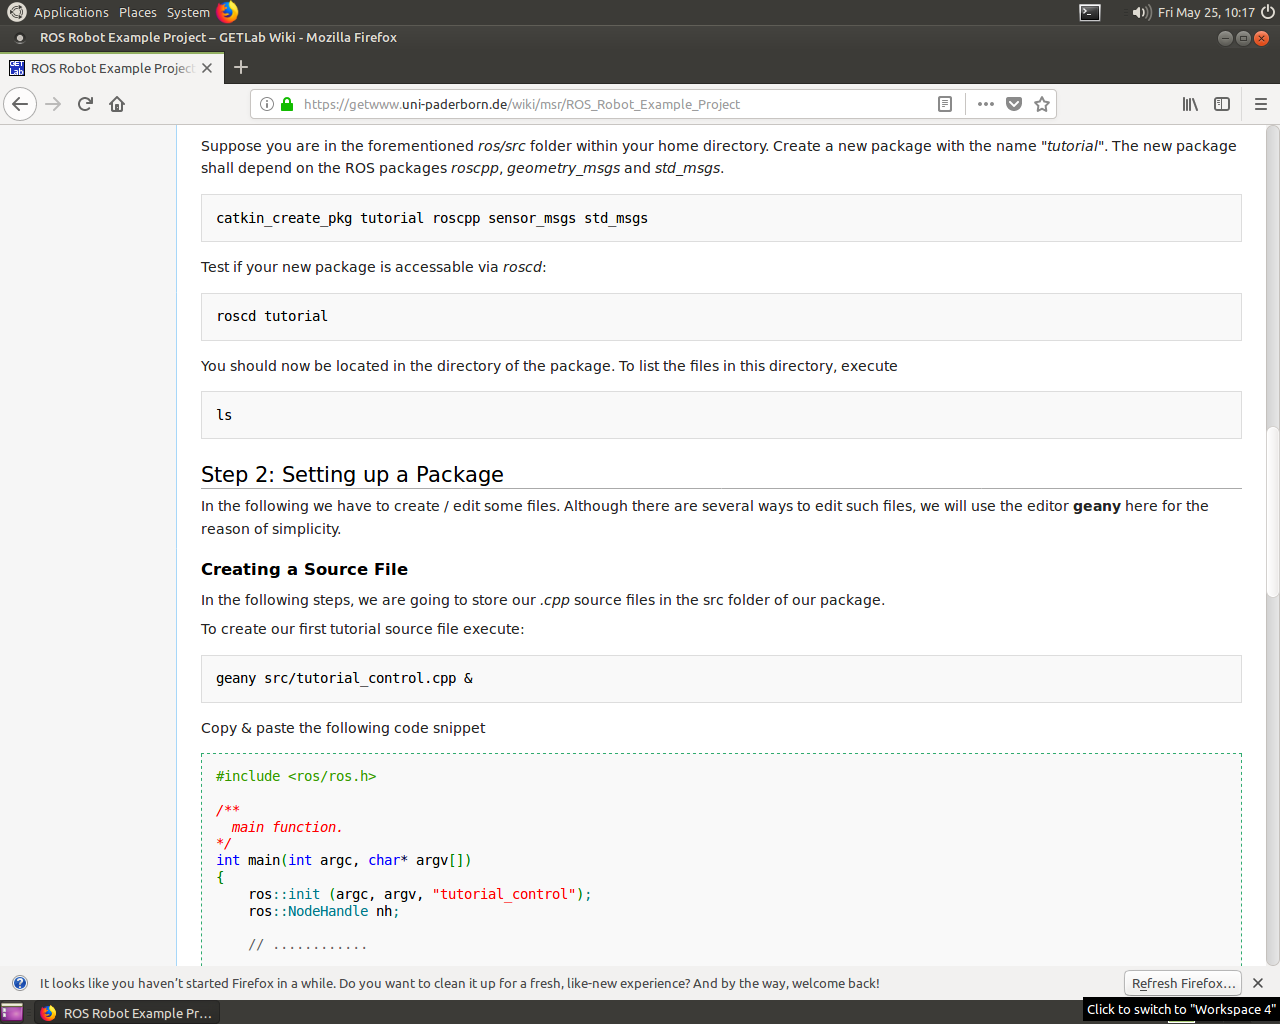 Applications Places System
Fri May 25, 10:17
ROS Robot Example Project – GETLab Wiki - Mozilla Firefox
GET Lab
ROS Robot Example Projec
https://getwww.uni-paderborn.de/wiki/msr/ROS_Robot_Example_Project
Suppose you are in the forementioned ros/src folder within your home directory. Create a new package with the name "tutorial". The new package
shall depend on the ROS packages roscpp, geometry_msgs and std_msgs.
catkin_create_pkg tutorial roscpp sensor_msgs std_msgs
Test if your new package is accessable via roscd:
roscd tutorial
You should now be located in the directory of the package. To list the files in this directory, execute
ls
Step 2: Setting up a Package
In the following we have to create / edit some files. Although there are several ways to edit such files, we will use the editor geany here for the
reason of simplicity.
Creating a Source File
In the following steps, we are going to store our .cpp source files in the src folder of our package.
To create our first tutorial source file execute:
geany src/tutorial_control.cpp &
Copy & paste the following code snippet
#include <ros/ros.h>
/**
main function.
*/
int main(int argc, char* argv[])
{
ros::init (argc, argv, "tutorial_control");
ros::NodeHandle nh;
// ............
It looks like you haven't started Firefox in a while. Do you want to clean it up for a fresh, like-new experience? And by the way, welcome back!
Refresh Firefox…
ROS Robot Example Pr…
Click to switch to "Workspace 4"